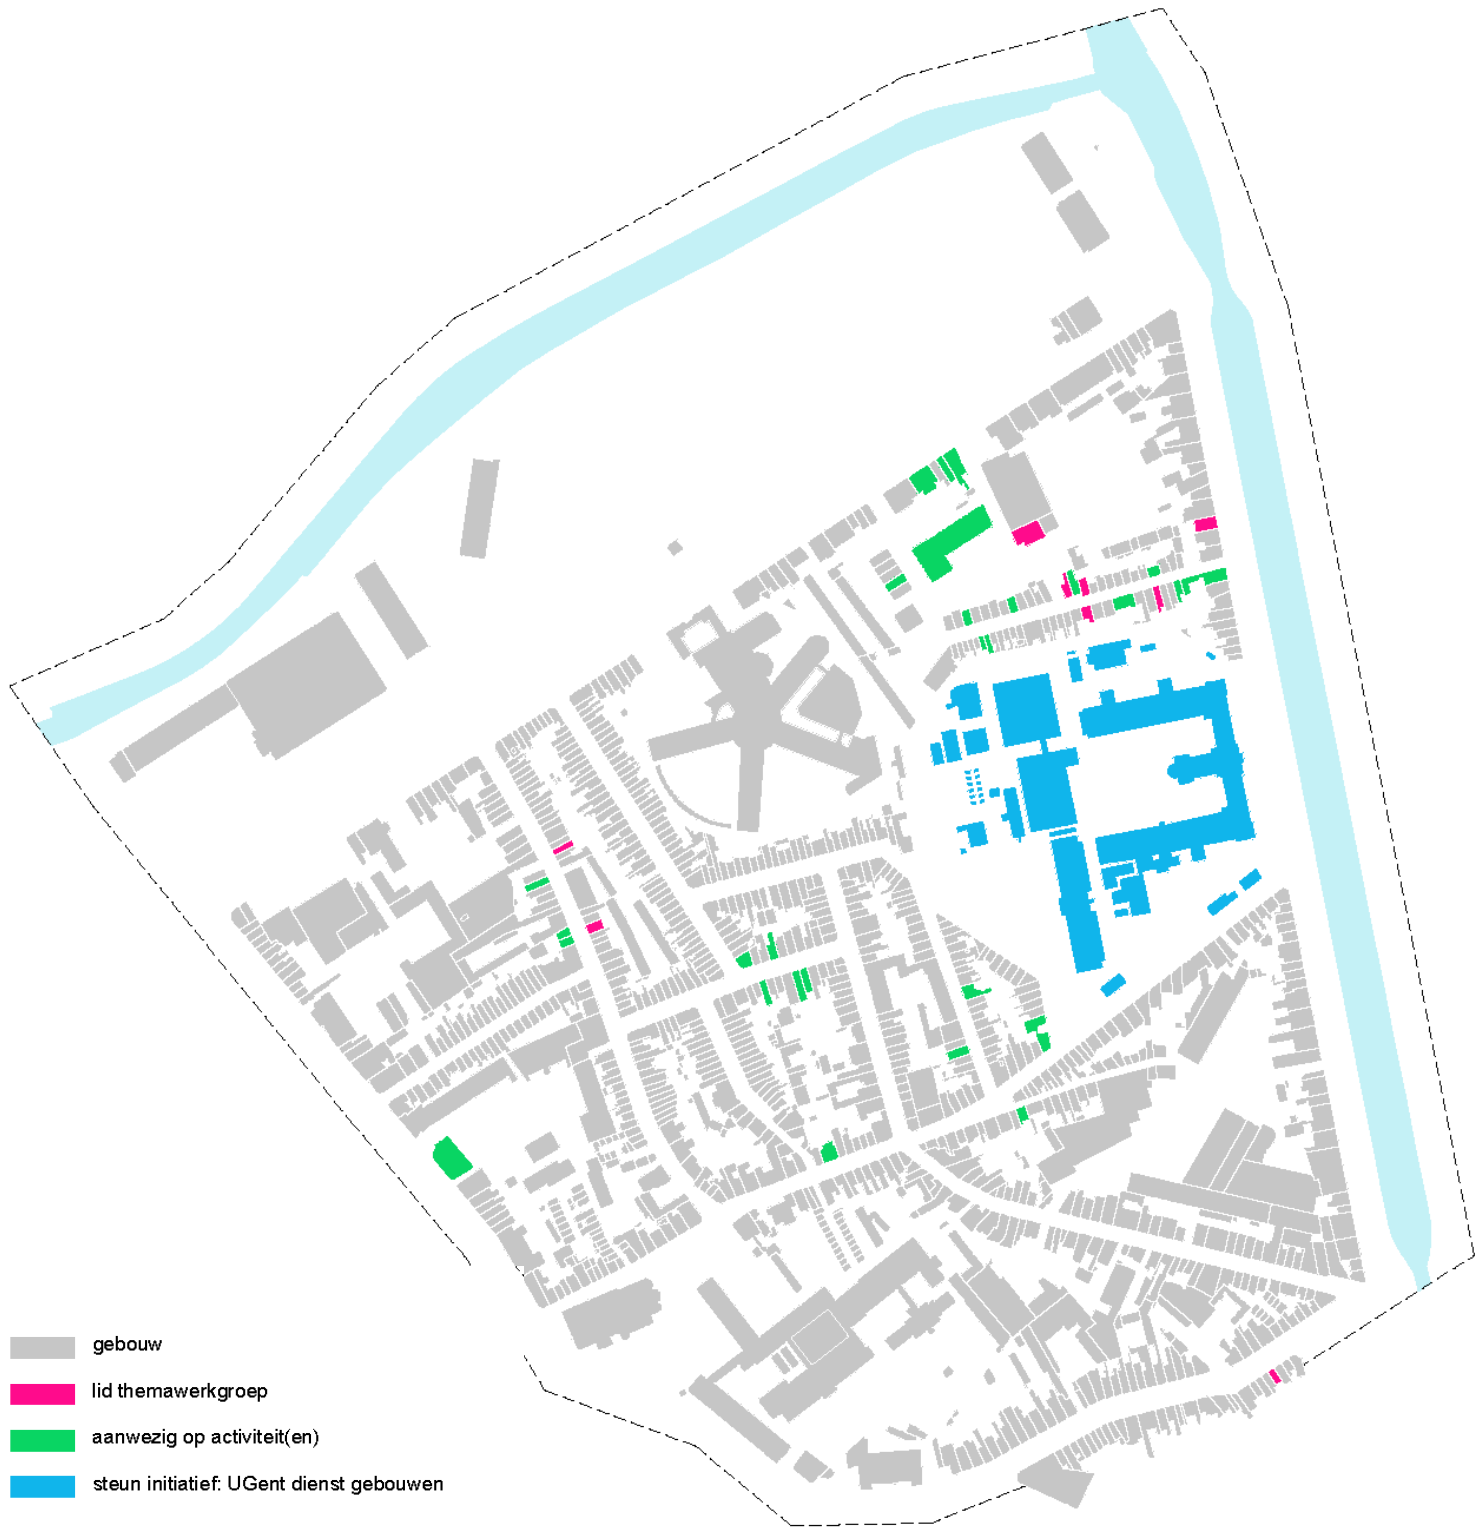 gebouw
lid themawerkgroep
aanwezig op activiteit(en)
steun initiatief: UGent dienst gebouwen